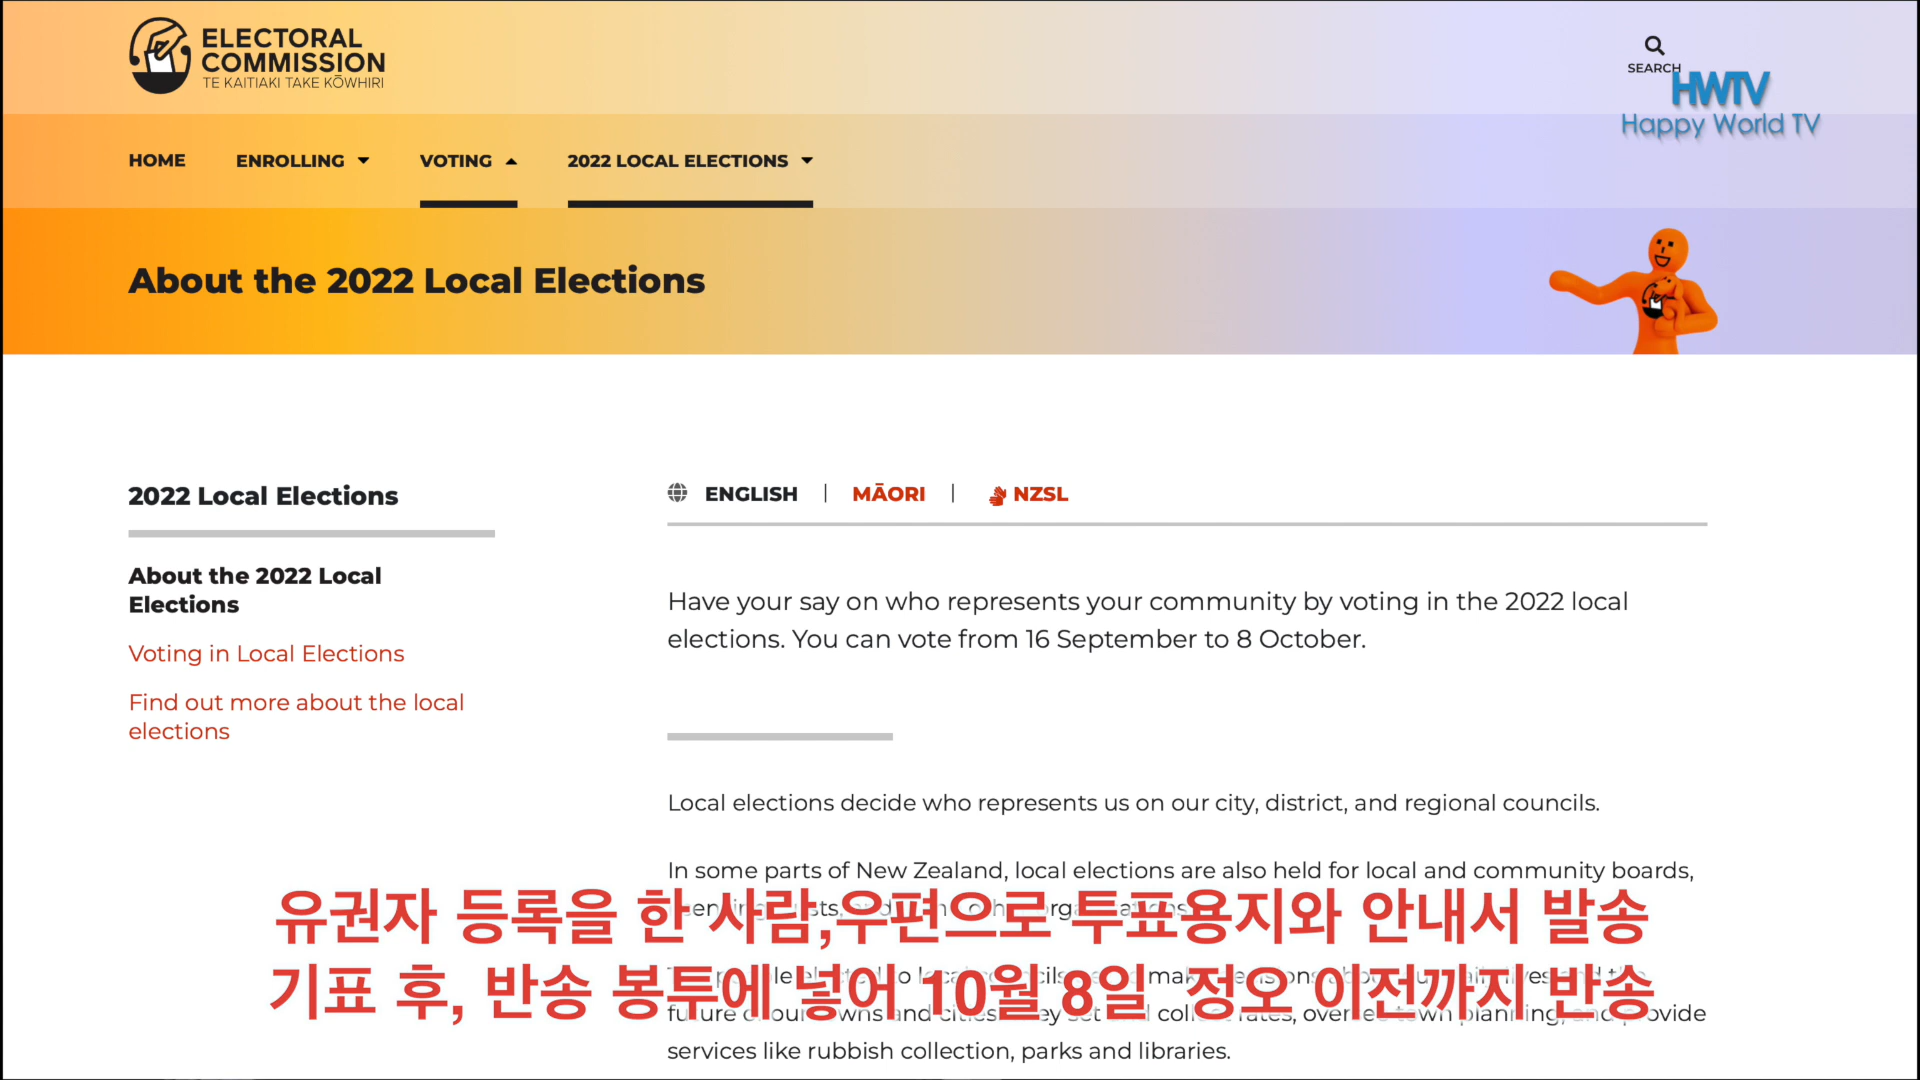 ELECTORAL
COMMISSION
TE KAITIAKI TAKE KŌWHIRI
SEARCH
HWTV
Happy World TV
HOME ENROLLING VOTING 2022 LOCAL ELECTIONS
About the 2022 Local Elections
2022 Local Elections
About the 2022 Local
Elections
Voting in Local Elections
Find out more about the local
elections
ENGLISH | MĀORI | NZSL
Have your say on who represents your community by voting in the 2022 local
elections. You can vote from 16 September to 8 October.
Local elections decide who represents us on our city, district, and regional councils.
In some parts of New Zealand, local elections are also held for local and community boards,
유권자 등록을 한 사람,우편으로 투표용지와 안내서 발송
기표 후, 반송 봉투에 넣어 10월 8일 정오 이전까지 반송
services like rubbish collection, parks and libraries.